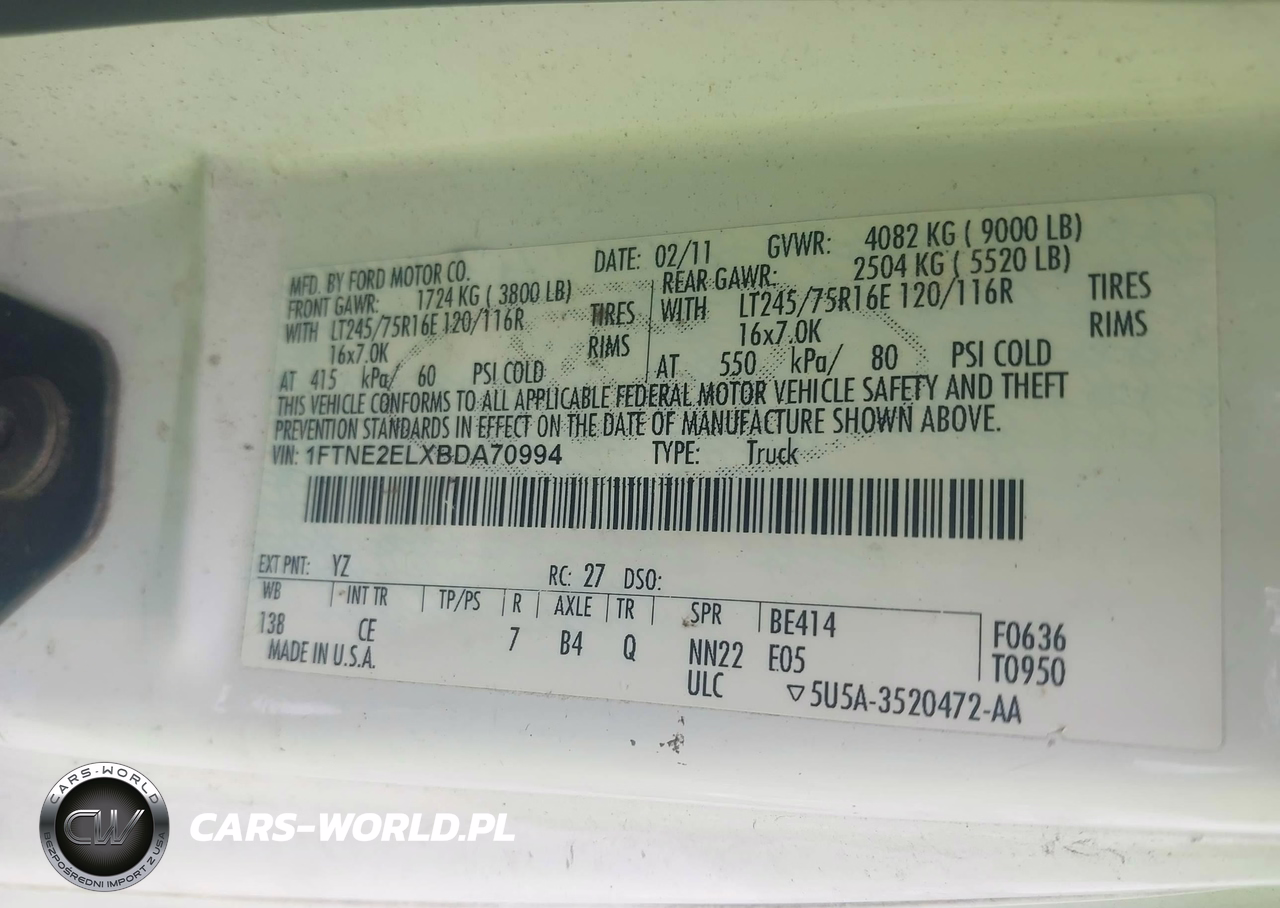 MFD. BY FORD MOTOR CO. DATE: 02/11 GVWR: 4082 KG ( 9000 LB)
FRONT GAWR: 1724 KG ( 3800 LB) REAR GAWR: 2504 KG ( 5520 LB)
WITH LT245/75R16E 120/116R TIRES WITH LT245/75R16E 120/116R TIRES
16x7.0K RIMS 16x7.0K RIMS
AT 415 kPa/ 60 PSI COLD AT 550 kPa/ 80 PSI COLD
THIS VEHICLE CONFORMS TO ALL APPLICABLE FEDERAL MOTOR VEHICLE SAFETY AND THEFT
PREVENTION STANDARDS IN EFFECT ON THE DATE OF MANUFACTURE SHOWN ABOVE.
VIN: 1FTNE2ELXBDA70994 TYPE: Truck
EXT PNT: YZ RC: 27 DSO:
WB INT TR TP/PS R AXLE TR SPR BE414 F0636
138 CE 7 B4 Q NN22 E05 T0950
MADE IN U.S.A. ULC ▽5U5A-3520472-AA
CARS-WORLD
CW
BEZPOŚREDNI IMPORT Z USA
CARS-WORLD.PL